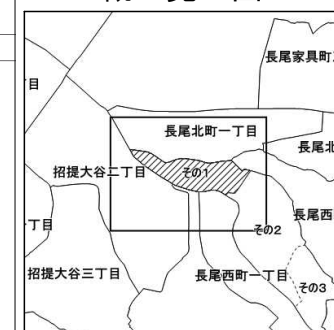 長尾家具町
目
長尾北町一丁目
長尾北
招提大谷二丁目
その1
長尾西
丁目
その2
招提大谷三丁目
長尾西町一丁目
その3